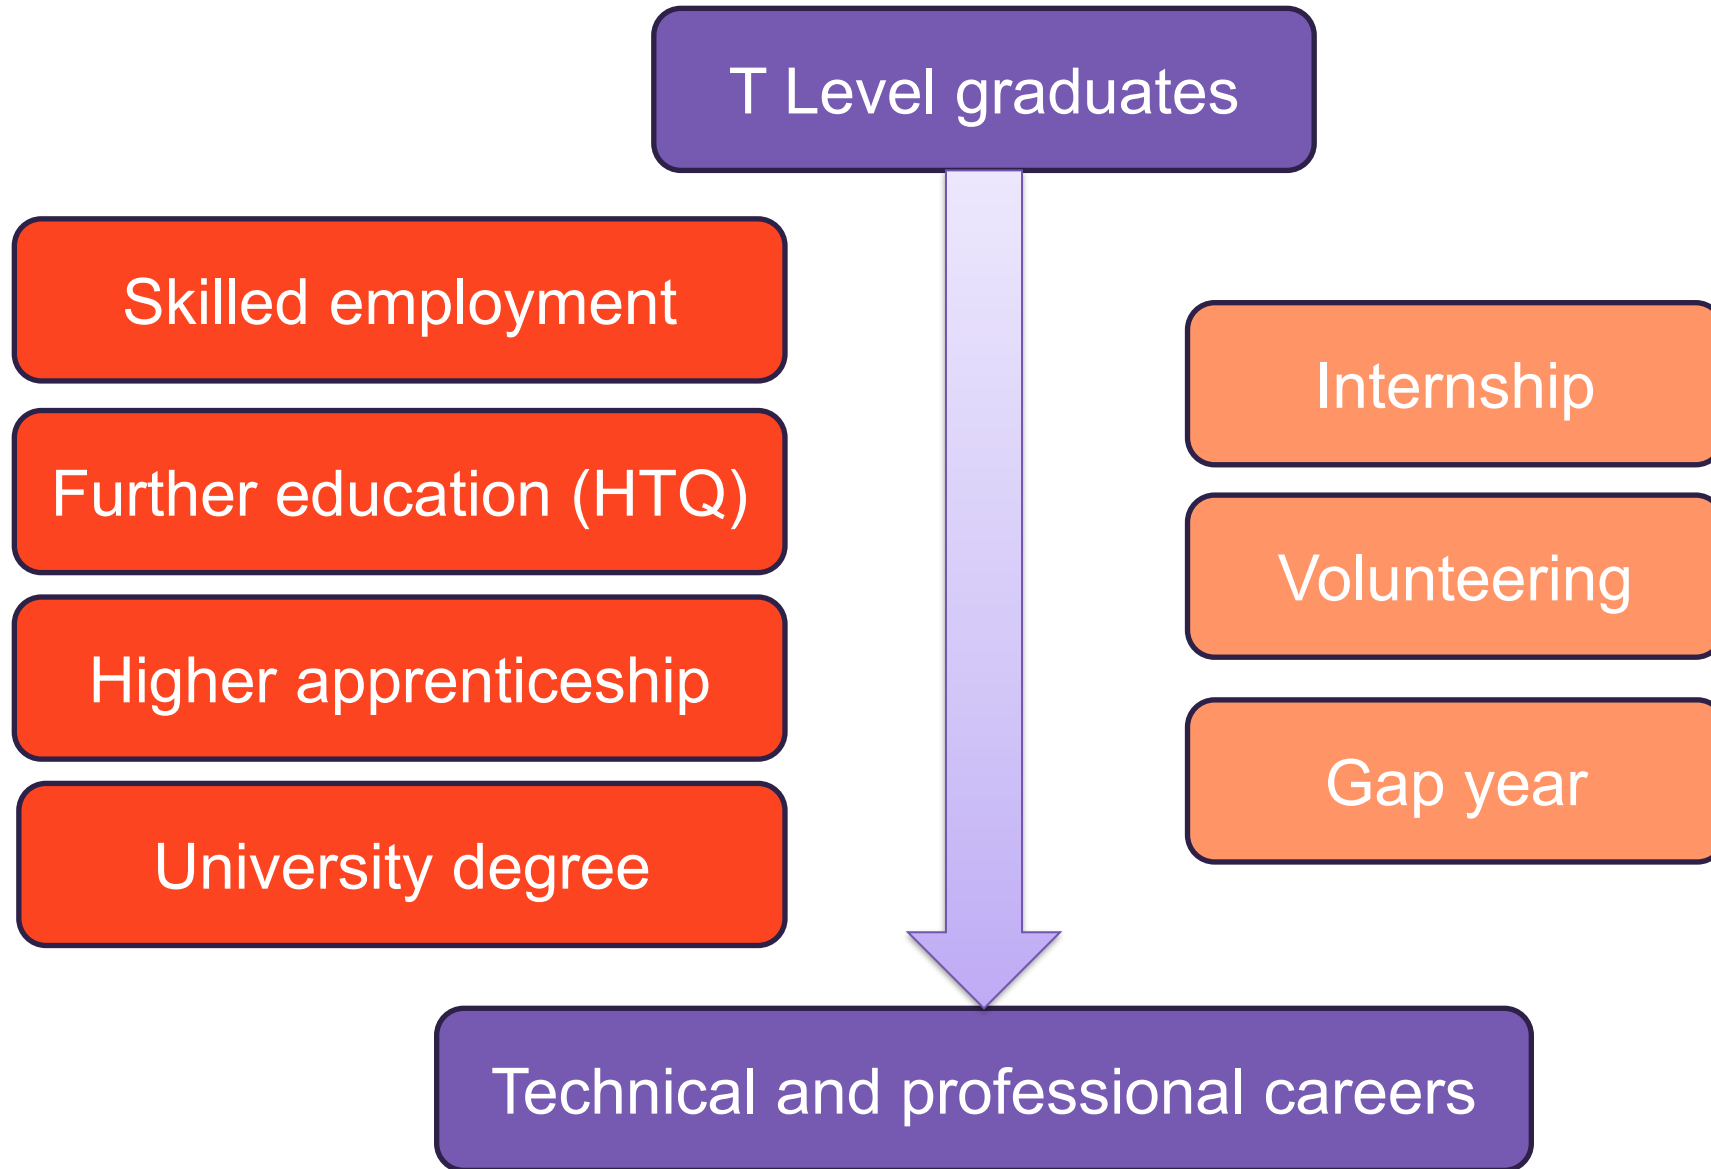 T Level graduates
Skilled employment
Further education (HTQ)
Higher apprenticeship
University degree
Internship
Volunteering
Gap year
Technical and professional careers